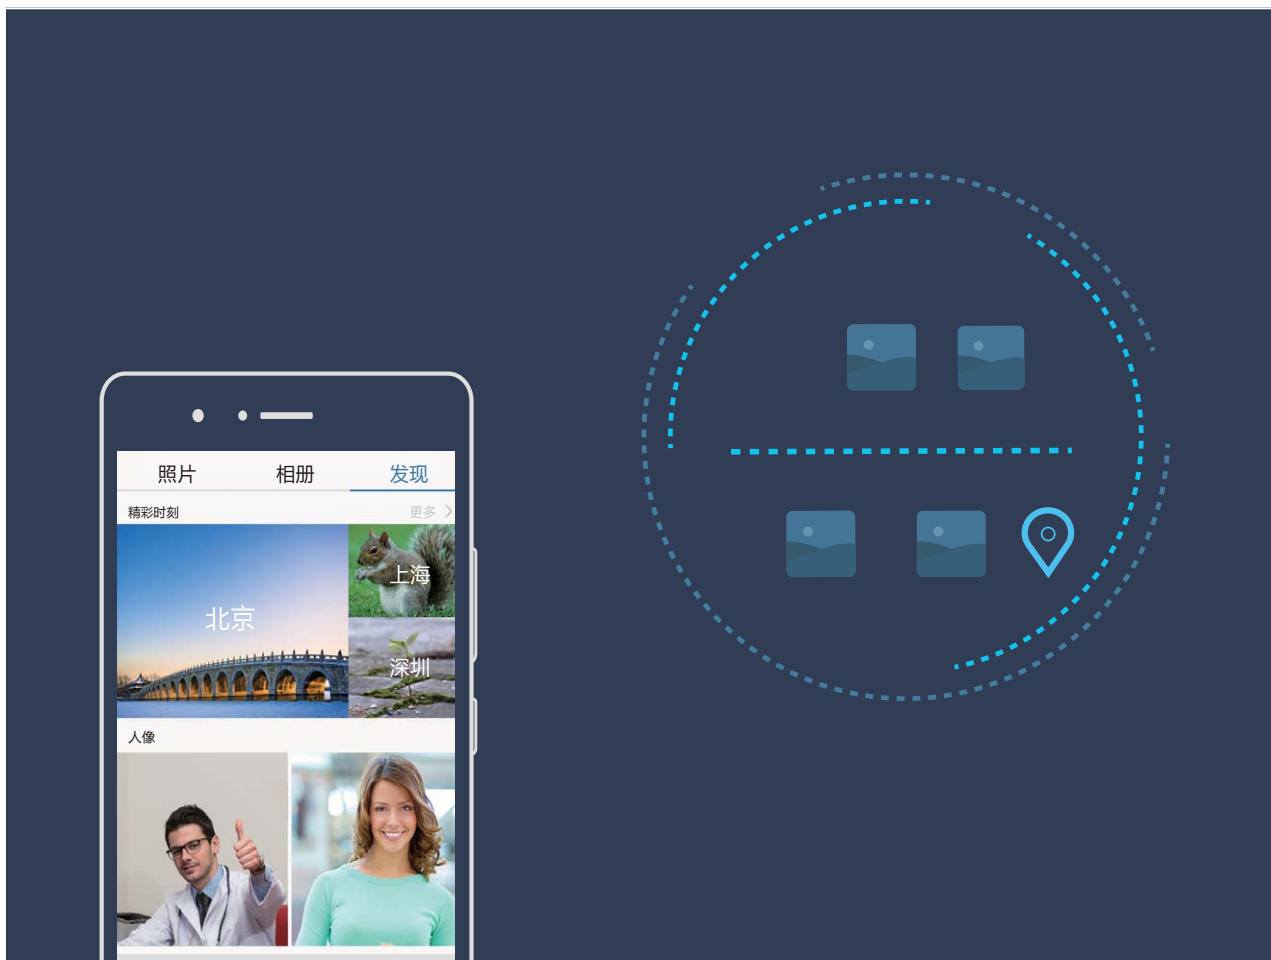 照片 相册 发现
精彩时刻 更多
北京
上海
深圳
人像